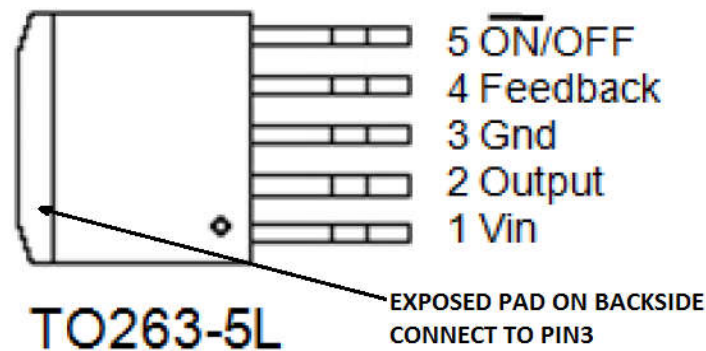 5 ON/OFF
4 Feedback
3 Gnd
2 Output
1 Vin
EXPOSED PAD ON BACKSIDE
CONNECT TO PIN3
TO263-5L